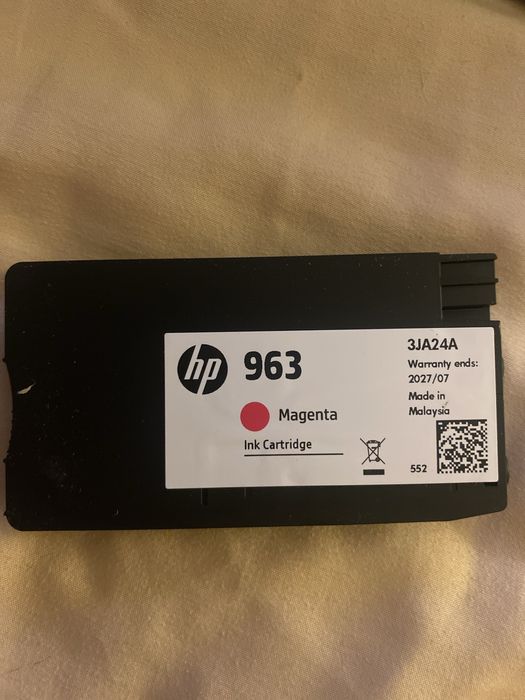 hp 963
Magenta
Ink Cartridge
3JA24A
Warranty ends:
2027/07
Made in
Malaysia
552